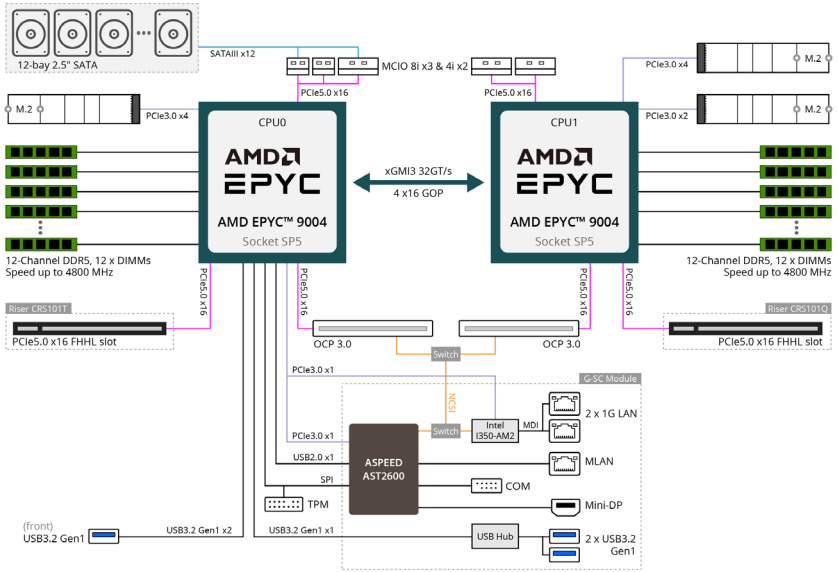 12-bay 2.5" SATA
SATAIII x12
MCIO 8i x3 & 4i x2
PCIe5.0 x16
PCIe5.0 x16
PCIe3.0 x4
M.2
M.2
PCIe3.0 x4
PCIe3.0 x2
M.2
CPU0
AMD
EPYC
AMD EPYC™ 9004
Socket SP5
xGMI3 32GT/s
4 x16 GOP
CPU1
AMD
EPYC
AMD EPYC™ 9004
Socket SP5
12-Channel DDR5, 12 x DIMMs
Speed up to 4800 MHz
12-Channel DDR5, 12 x DIMMs
Speed up to 4800 MHz
PCIe5.0 x16
PCIe5.0 x16
PCIe5.0 x16
PCIe5.0 x16
Riser CRS101T
PCIe5.0 x16 FHHL slot
OCP 3.0
OCP 3.0
Riser CRS101Q
PCIe5.0 x16 FHHL slot
Switch
PCIe3.0 x1
G-SC Module
NCSI
Switch
Intel
I350-AM2
MDI
2 x 1G LAN
PCIe3.0 x1
USB2.0 x1
ASPEED
AST2600
MLAN
SPI
TPM
COM
Mini-DP
(front)
USB3.2 Gen1
USB3.2 Gen1 x2
USB3.2 Gen1 x1
USB Hub
2 x USB3.2
Gen1